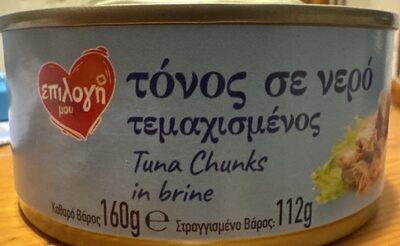 επιλογή
μου
τόνος σε νερό
τεμαχισμένος
Tuna Chunks
in brine
Καθαρό Βάρος 160g ℮ Στραγγισμένο Βάρος: 112g